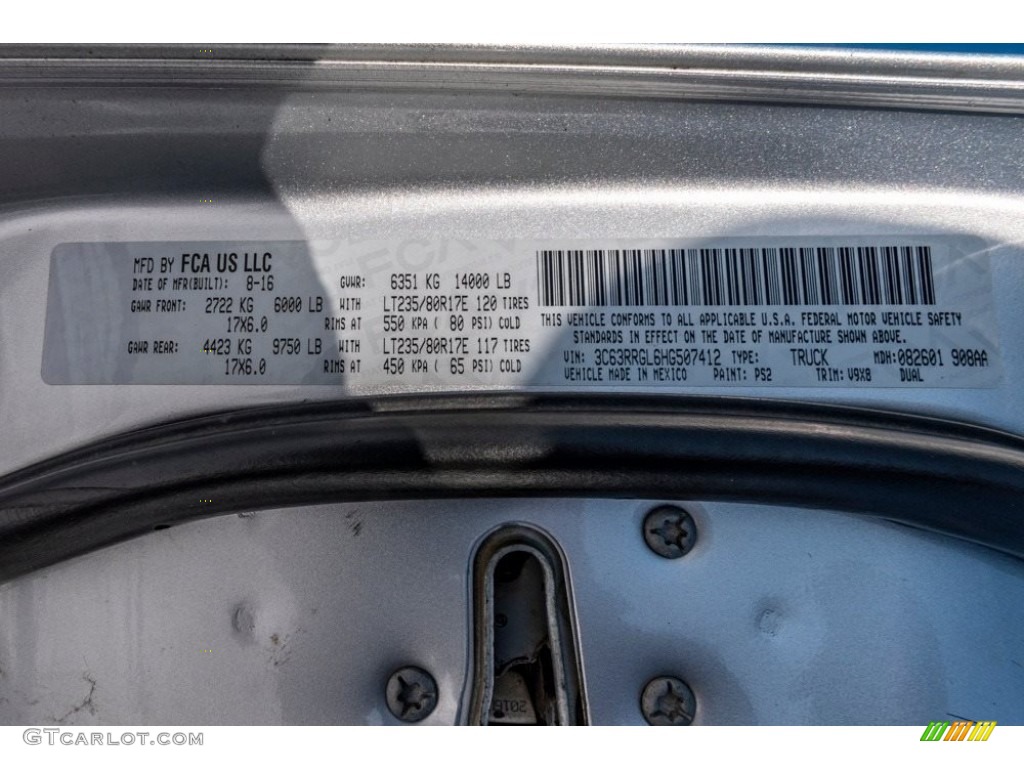 MFD BY FCA US LLC
DATE OF MFR(BUILT): 8-16 GVWR: 6351 KG 14000 LB
GAWR FRONT: 2722 KG 6000 LB WITH LT235/80R17E 120 TIRES
17X6.0 RIMS AT 550 KPA ( 80 PSI) COLD
GAWR REAR: 4423 KG 9750 LB WITH LT235/80R17E 117 TIRES
17X6.0 RIMS AT 450 KPA ( 65 PSI) COLD
THIS VEHICLE CONFORMS TO ALL APPLICABLE U.S.A. FEDERAL MOTOR VEHICLE SAFETY
STANDARDS IN EFFECT ON THE DATE OF MANUFACTURE SHOWN ABOVE.
VIN: 3C63RRGL6HG507412 TYPE: TRUCK MDH: 082601 908AA
VEHICLE MADE IN MEXICO PAINT: PS2 TRIM: V9X8 DUAL
GTCARLOT.COM